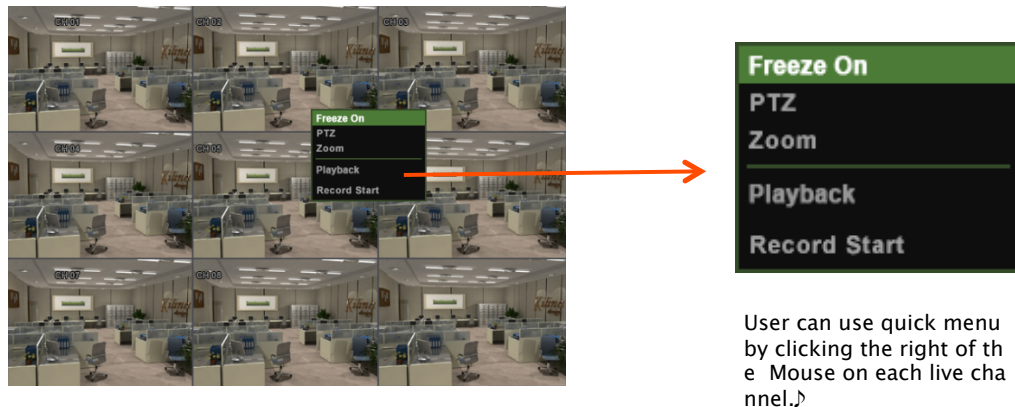 CH 01
CH 02
CH 03
Freeze On
PTZ
Zoom
Playback
Record Start
CH 04
CH 05
CH 07
CH 08
Freeze On
PTZ
Zoom
Playback
Record Start
User can use quick menu
by clicking the right of th
e  Mouse on each live cha
nnel.♪